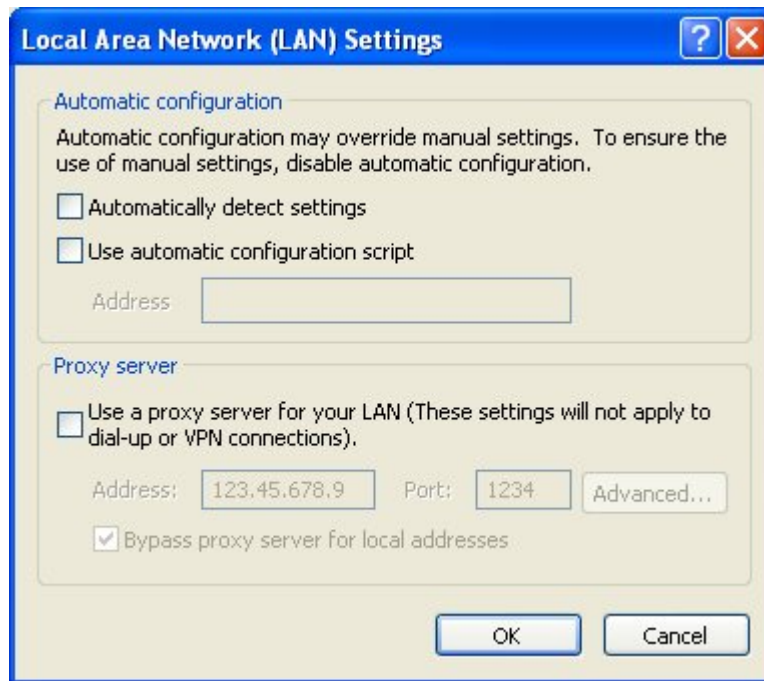 Local Area Network (LAN) Settings
Automatic configuration
Automatic configuration may override manual settings. To ensure the
use of manual settings, disable automatic configuration.
Automatically detect settings
Use automatic configuration script
Address
Proxy server
Use a proxy server for your LAN (These settings will not apply to
dial-up or VPN connections).
Address: 123.45.678.9 Port: 1234 Advanced...
Bypass proxy server for local addresses
OK Cancel